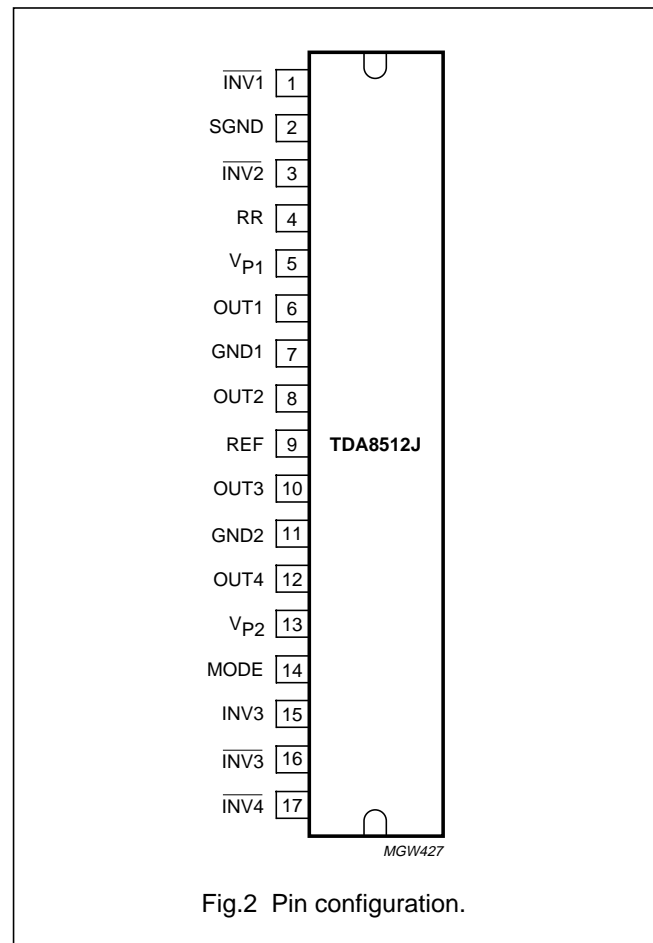 INV1 1
SGND 2
INV2 3
RR 4
VP1 5
OUT1 6
GND1 7
OUT2 8
REF 9 TDA8512J
OUT3 10
GND2 11
OUT4 12
VP2 13
MODE 14
INV3 15
INV3 16
INV4 17
MGW427
Fig.2 Pin configuration.